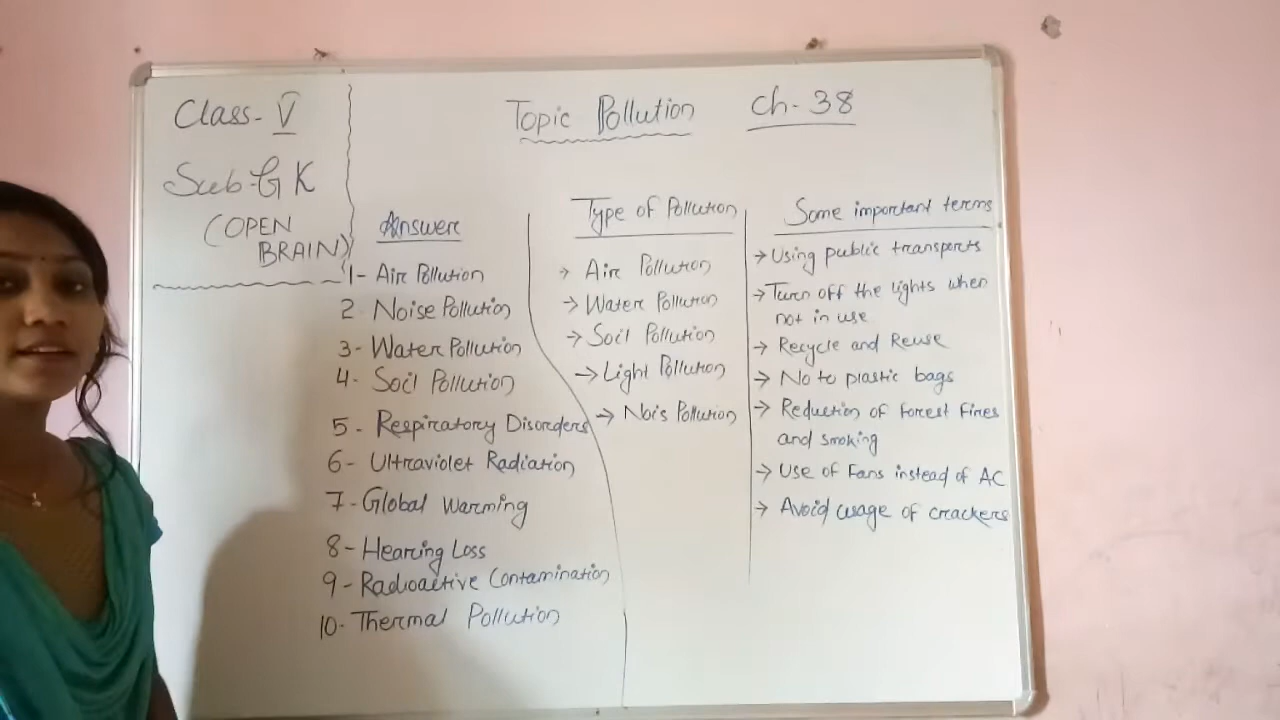 Class-V
Sub-GK
(OPEN
BRAIN)
Topic Pollution Ch-38
Answer
1- Air Pollution
2 Noise Pollution
3- Water Pollution
4- Soil Pollution
5- Respiratory Disorders
6- Ultraviolet Radiation
7- Global Warming
8- Hearing Loss
9- Radioactive Contamination
10- Thermal Pollution
Type of Pollution
→ Air Pollution
→ Water Pollution
→ Soil Pollution
→ Light Pollution
→ Nois Pollution
Some important terms
→ Using public transports
→ Turn off the lights when
not in use
→ Recycle and Reuse
→ No to plastic bags
→ Reduction of Forest Fires
and smoking
→ Use of Fans instead of AC
→ Avoid usage of crackers